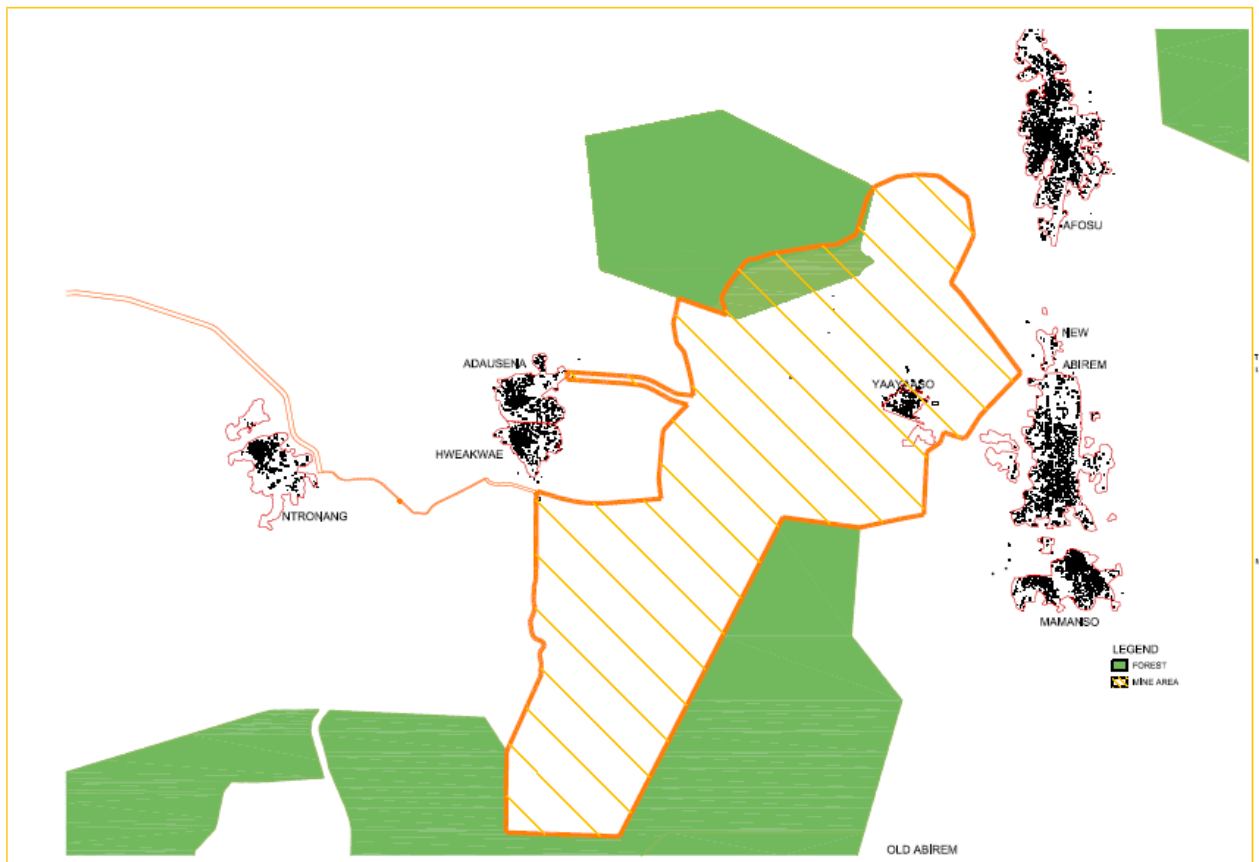 AFOSU
NEW
ABIREM
ADAUSENA
HWEAKWAE
NTRONANG
MAMANSO
LEGEND
FOREST
MINE AREA
OLD ABIREM